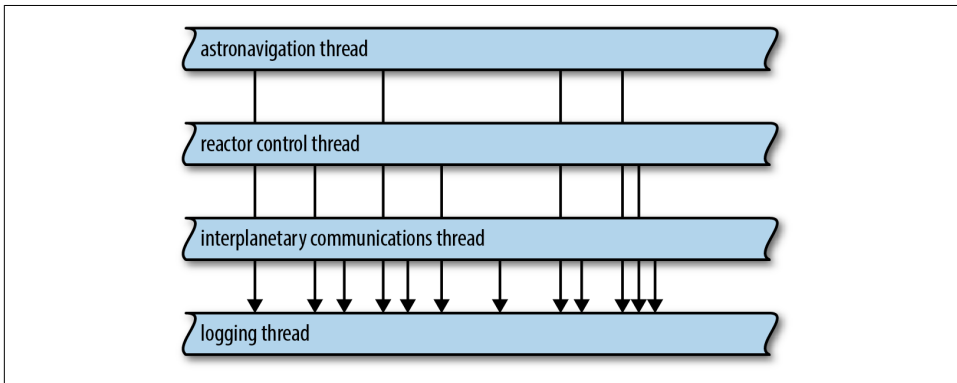 astronavigation thread
reactor control thread
interplanetary communications thread
logging thread